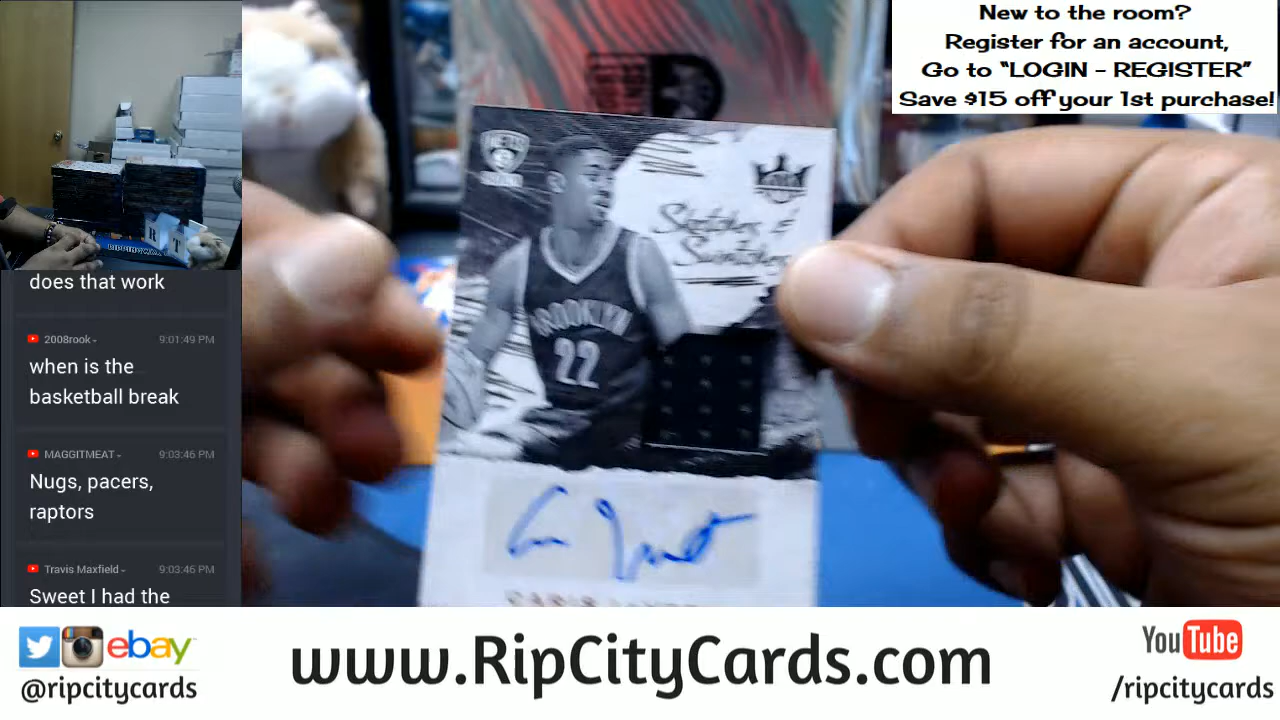 New to the room?
Register for an account,
Go to "LOGIN - REGISTER"
Save $15 off your 1st purchase!
NETS
Sketches &
Swatches
BROOKLYN
22
does that work
2008rook
9:01:49 PM
when is the
basketball break
MAGGITMEAT
9:03:46 PM
Nugs, pacers,
raptors
Travis Maxfield
9:03:46 PM
Sweet I had the
ebay
@ripcitycards
www.RipCityCards.com
YouTube
/ripcitycards